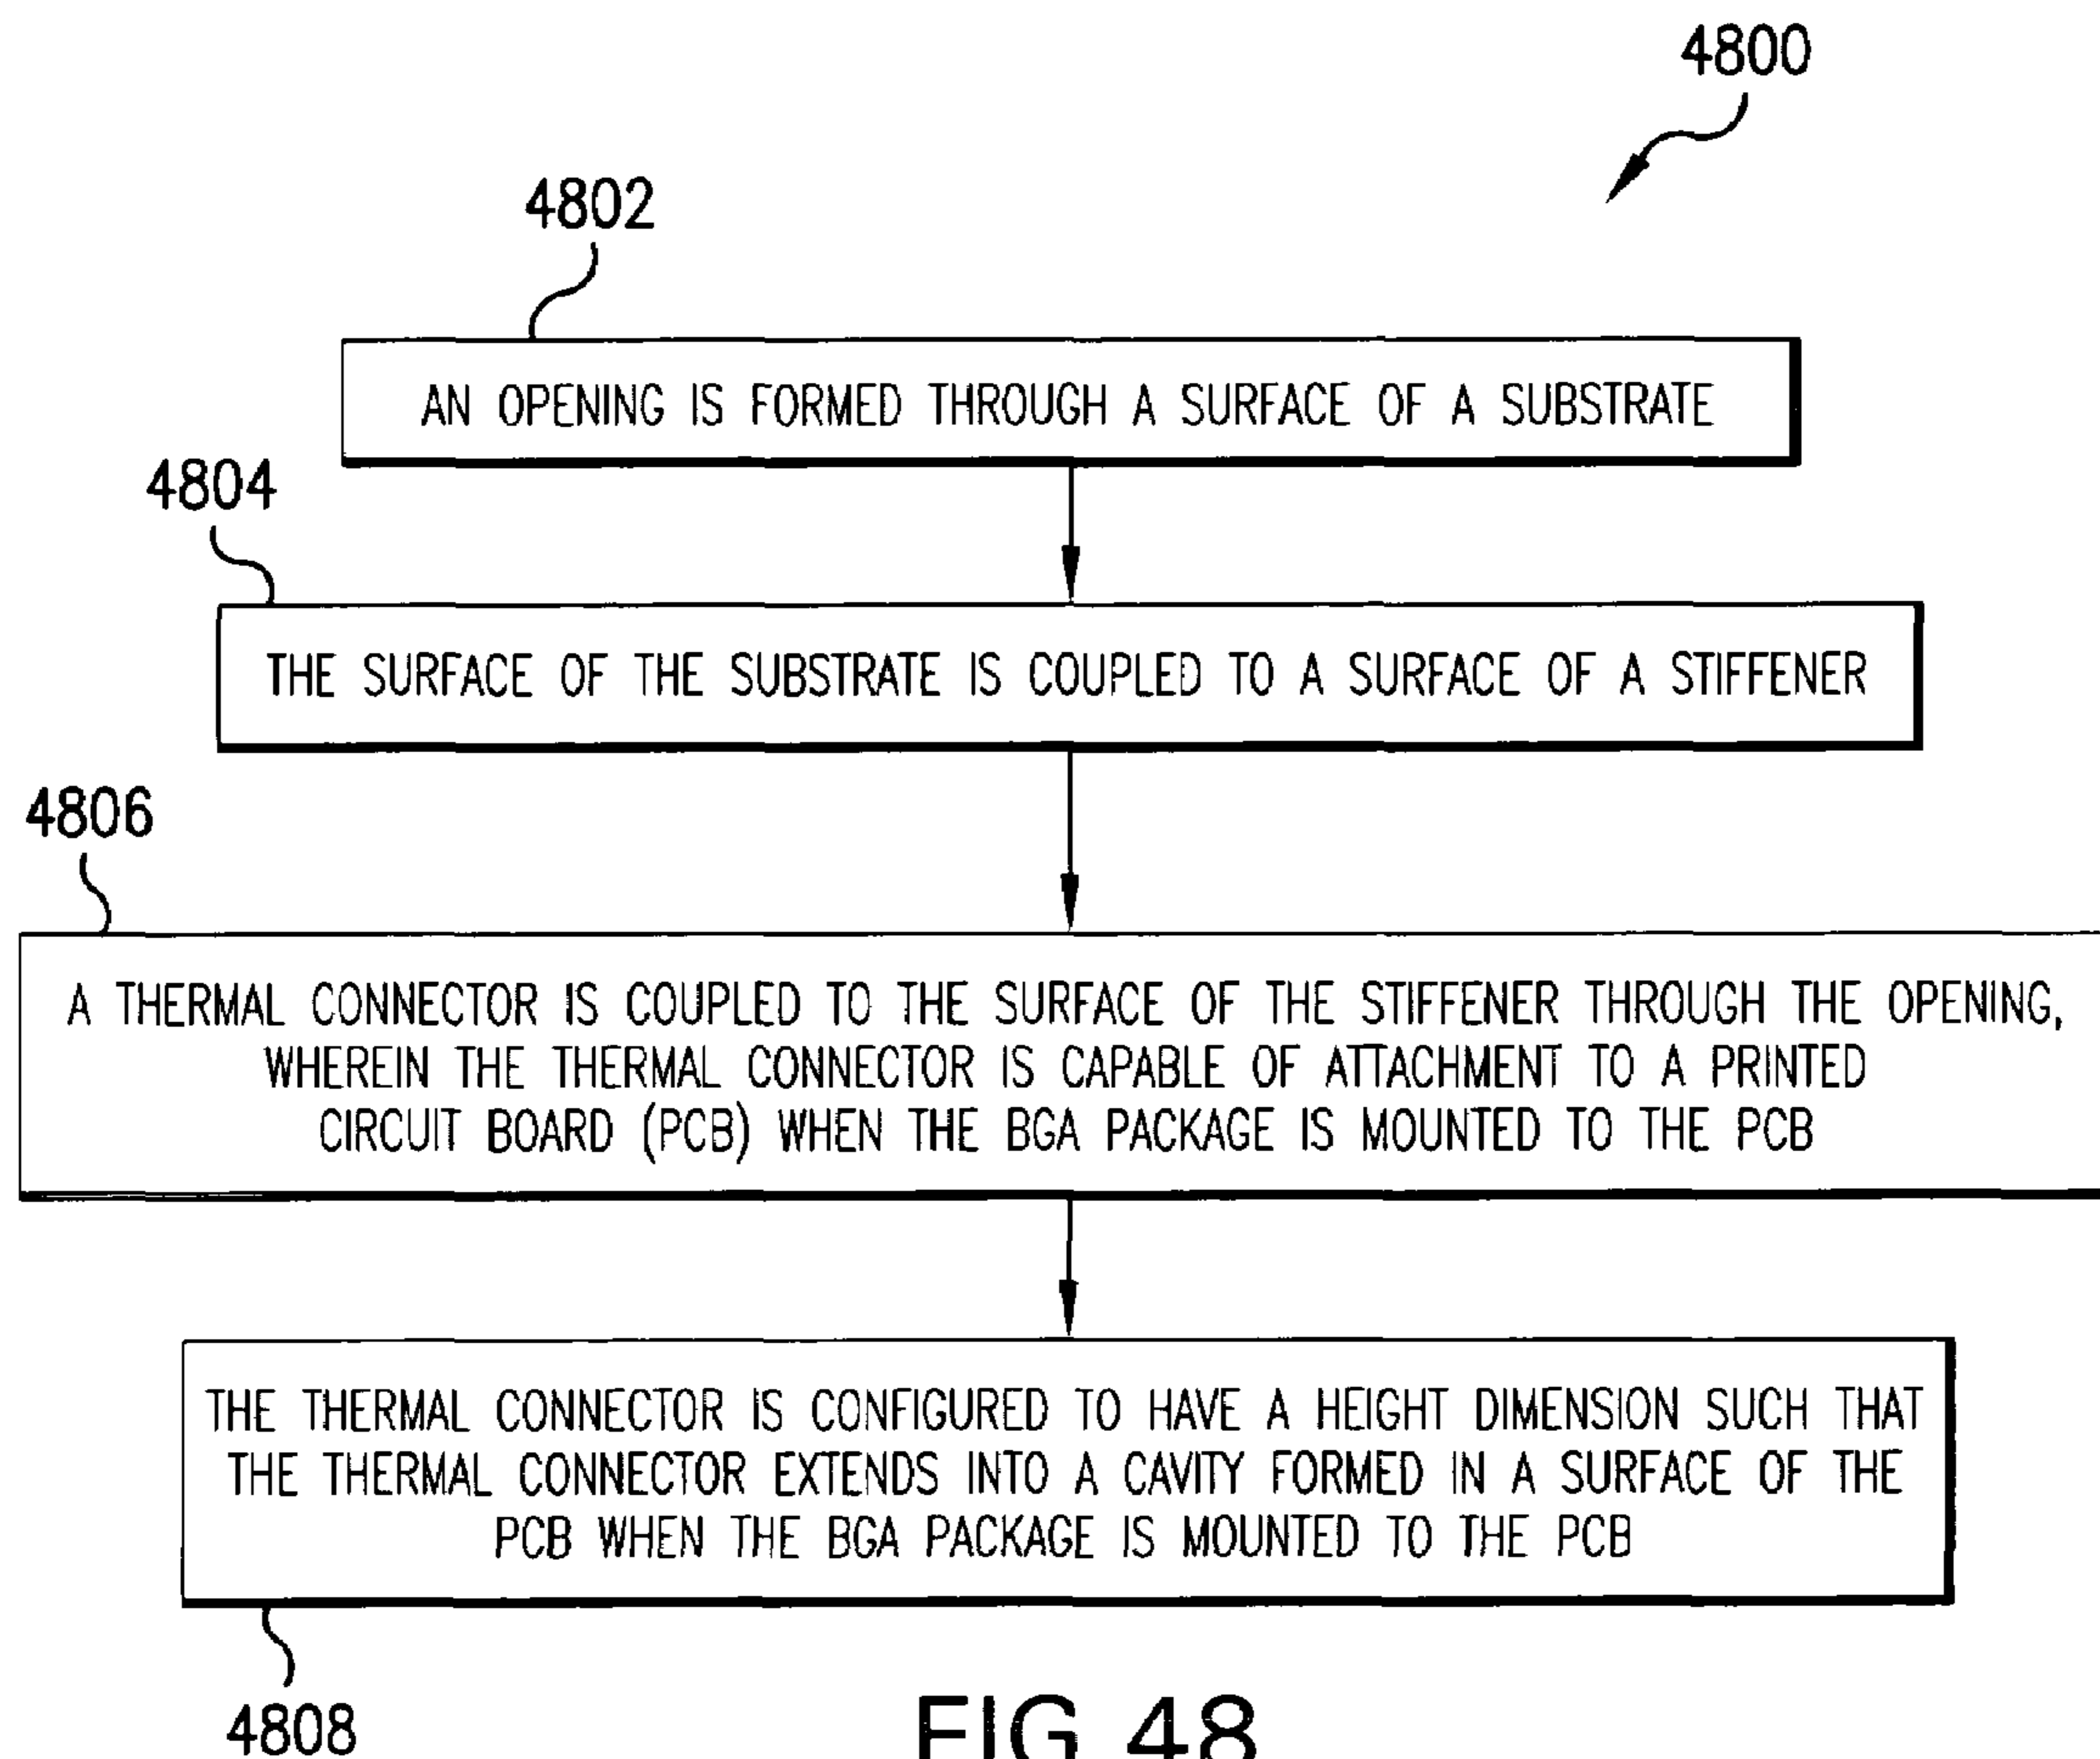 4800
4802
AN OPENING IS FORMED THROUGH A SURFACE OF A SUBSTRATE
4804
THE SURFACE OF THE SUBSTRATE IS COUPLED TO A SURFACE OF A STIFFENER
4806
A THERMAL CONNECTOR IS COUPLED TO THE SURFACE OF THE STIFFENER THROUGH THE OPENING,
WHEREIN THE THERMAL CONNECTOR IS CAPABLE OF ATTACHMENT TO A PRINTED
CIRCUIT BOARD (PCB) WHEN THE BGA PACKAGE IS MOUNTED TO THE PCB
THE THERMAL CONNECTOR IS CONFIGURED TO HAVE A HEIGHT DIMENSION SUCH THAT
THE THERMAL CONNECTOR EXTENDS INTO A CAVITY FORMED IN A SURFACE OF THE
PCB WHEN THE BGA PACKAGE IS MOUNTED TO THE PCB
4808
FIG 48